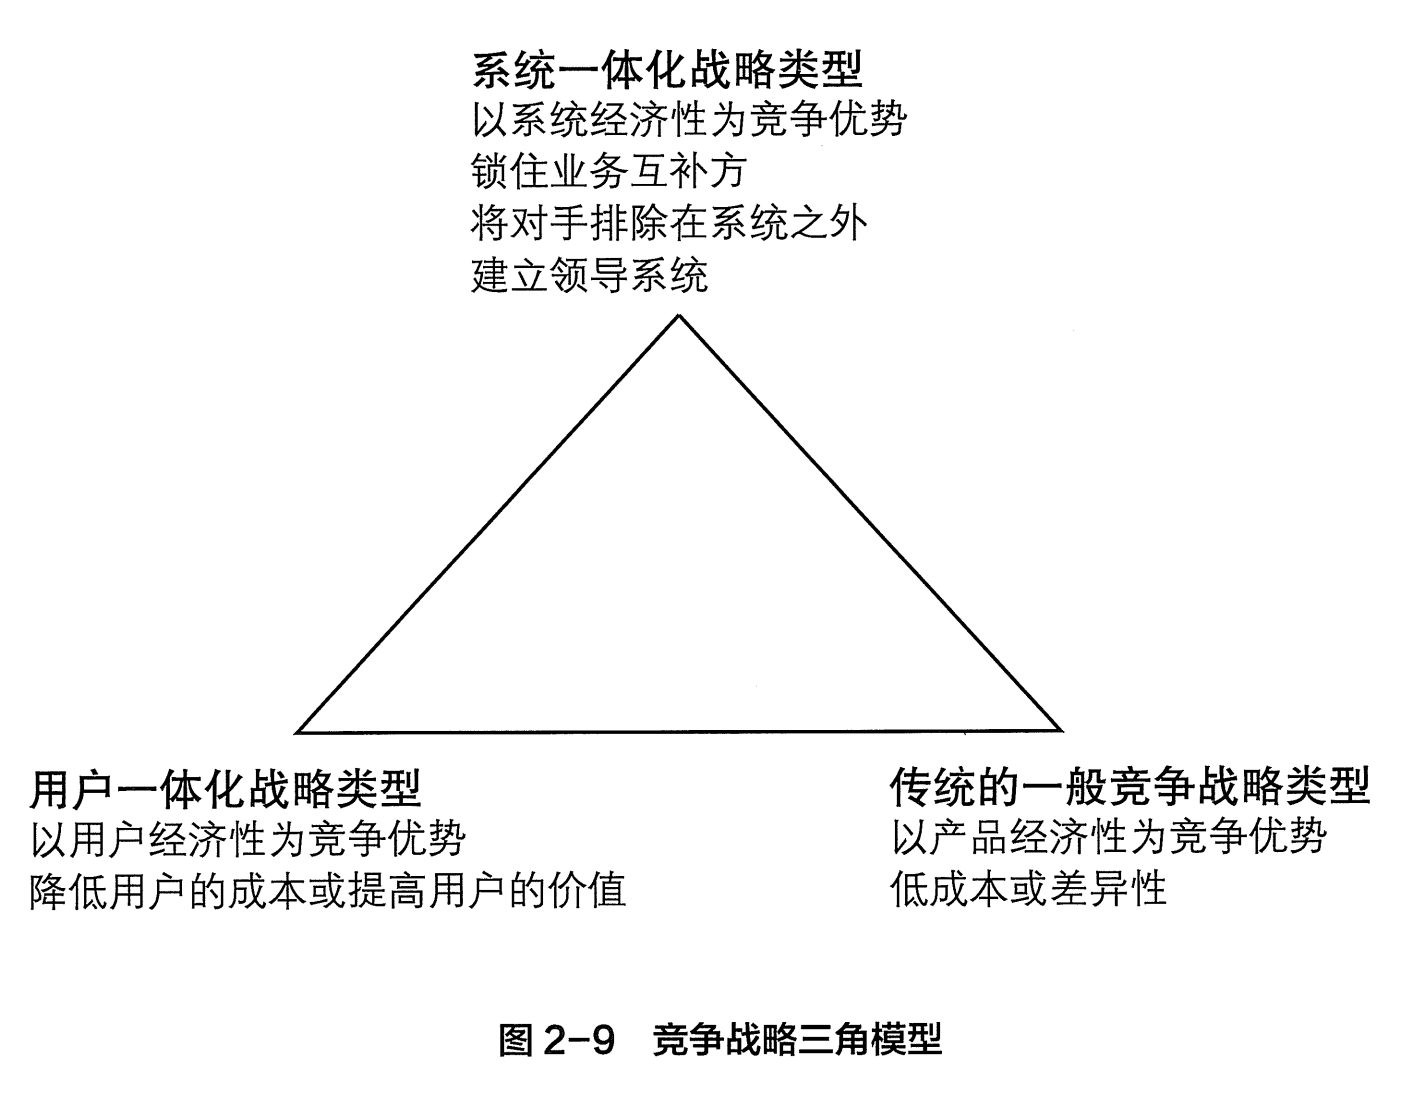 系统一体化战略类型
以系统经济性为竞争优势
锁住业务互补方
将对手排除在系统之外
建立领导系统
用户一体化战略类型
以用户经济性为竞争优势
降低用户的成本或提高用户的价值
传统的一般竞争战略类型
以产品经济性为竞争优势
低成本或差异性
图 2-9 竞争战略三角模型